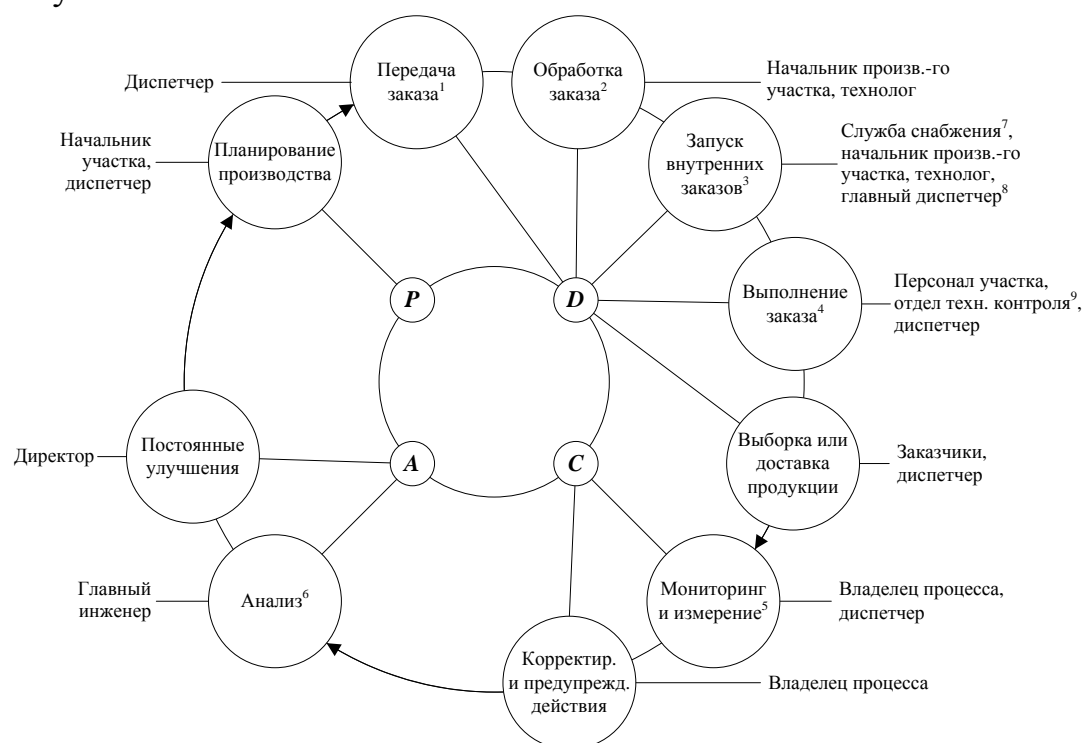 Диспетчер
Передача
заказа1
Обработка
заказа2
Начальник произв.-го
участка, технолог
Начальник
участка,
диспетчер
Планирование
производства
Запуск
внутренних
заказов3
Служба снабжения7,
начальник произв.-го
участка, технолог,
главный диспетчер8
P
D
Выполнение
заказа4
Персонал участка,
отдел техн. контроля9,
диспетчер
Директор
Постоянные
улучшения
A
C
Выборка или
доставка
продукции
Заказчики,
диспетчер
Главный
инженер
Анализ6
Мониторинг
и измерение5
Владелец процесса,
диспетчер
Корректир.
и предупрежд.
действия
Владелец процесса